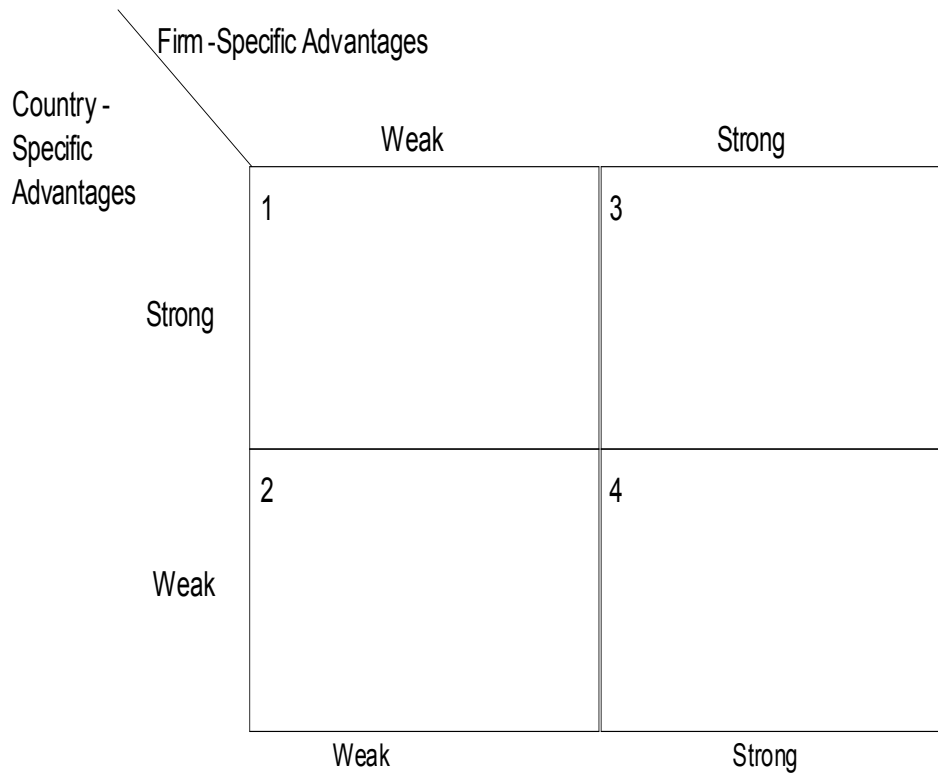 Firm -Specific Advantages
Country -
Specific
Advantages
Weak
Strong
1
3
Strong
2
4
Weak
Weak
Strong